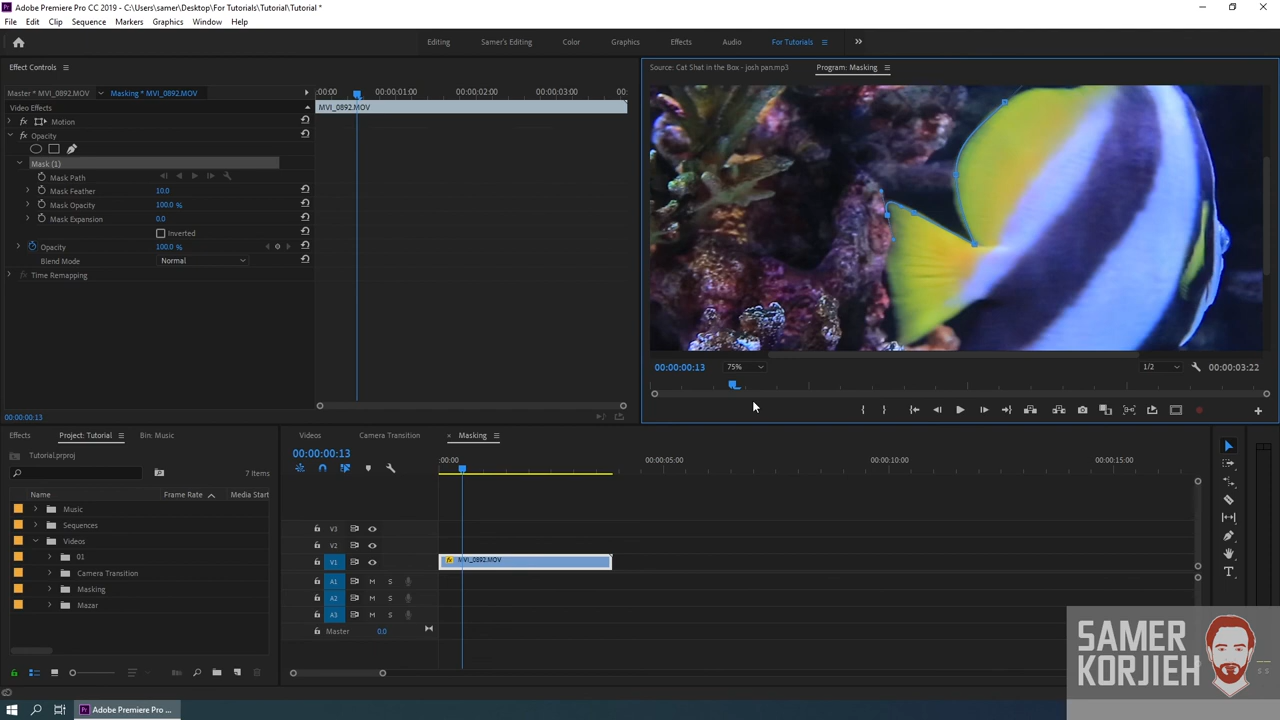 Adobe Premiere Pro CC 2019 - C:\Users\samer\Desktop\For Tutorials\Tutorial\Tutorial *
File Edit Clip Sequence Markers Graphics Window Help
Editing Samer's Editing Color Graphics Effects Audio For Tutorials
Effect Controls
Source: Cat Shat in the Box - josh pan.mp3 Program: Masking
Master * MVI_0892.MOV Masking * MVI_0892.MOV
:00:00 00:00:01:00 00:00:02:00 00:00:03:00 00:
Video Effects
MVI_0892.MOV
fx Motion
fx Opacity
Mask (1)
Mask Path
Mask Feather 10.0
Mask Opacity 100.0 %
Mask Expansion 0.0
Inverted
Opacity 100.0 %
Blend Mode Normal
fx Time Remapping
00:00:00:13 75% 1/2 00:00:03:22
00:00:00:13
Effects Project: Tutorial Bin: Music
Tutorial.prproj
7 Items
Name Frame Rate Media Start
Music
Sequences
Videos
01
Camera Transition
Masking
Mazar
Videos Camera Transition × Masking
00:00:00:13
:00:00 00:00:05:00 00:00:10:00 00:00:15:00
V3
V2
V1 fx MVI_0892.MOV
A1 M S
A2 M S
A3 M S
Master 0.0
S S
SAMER
KORJIEH
Pr Adobe Premiere Pro ...